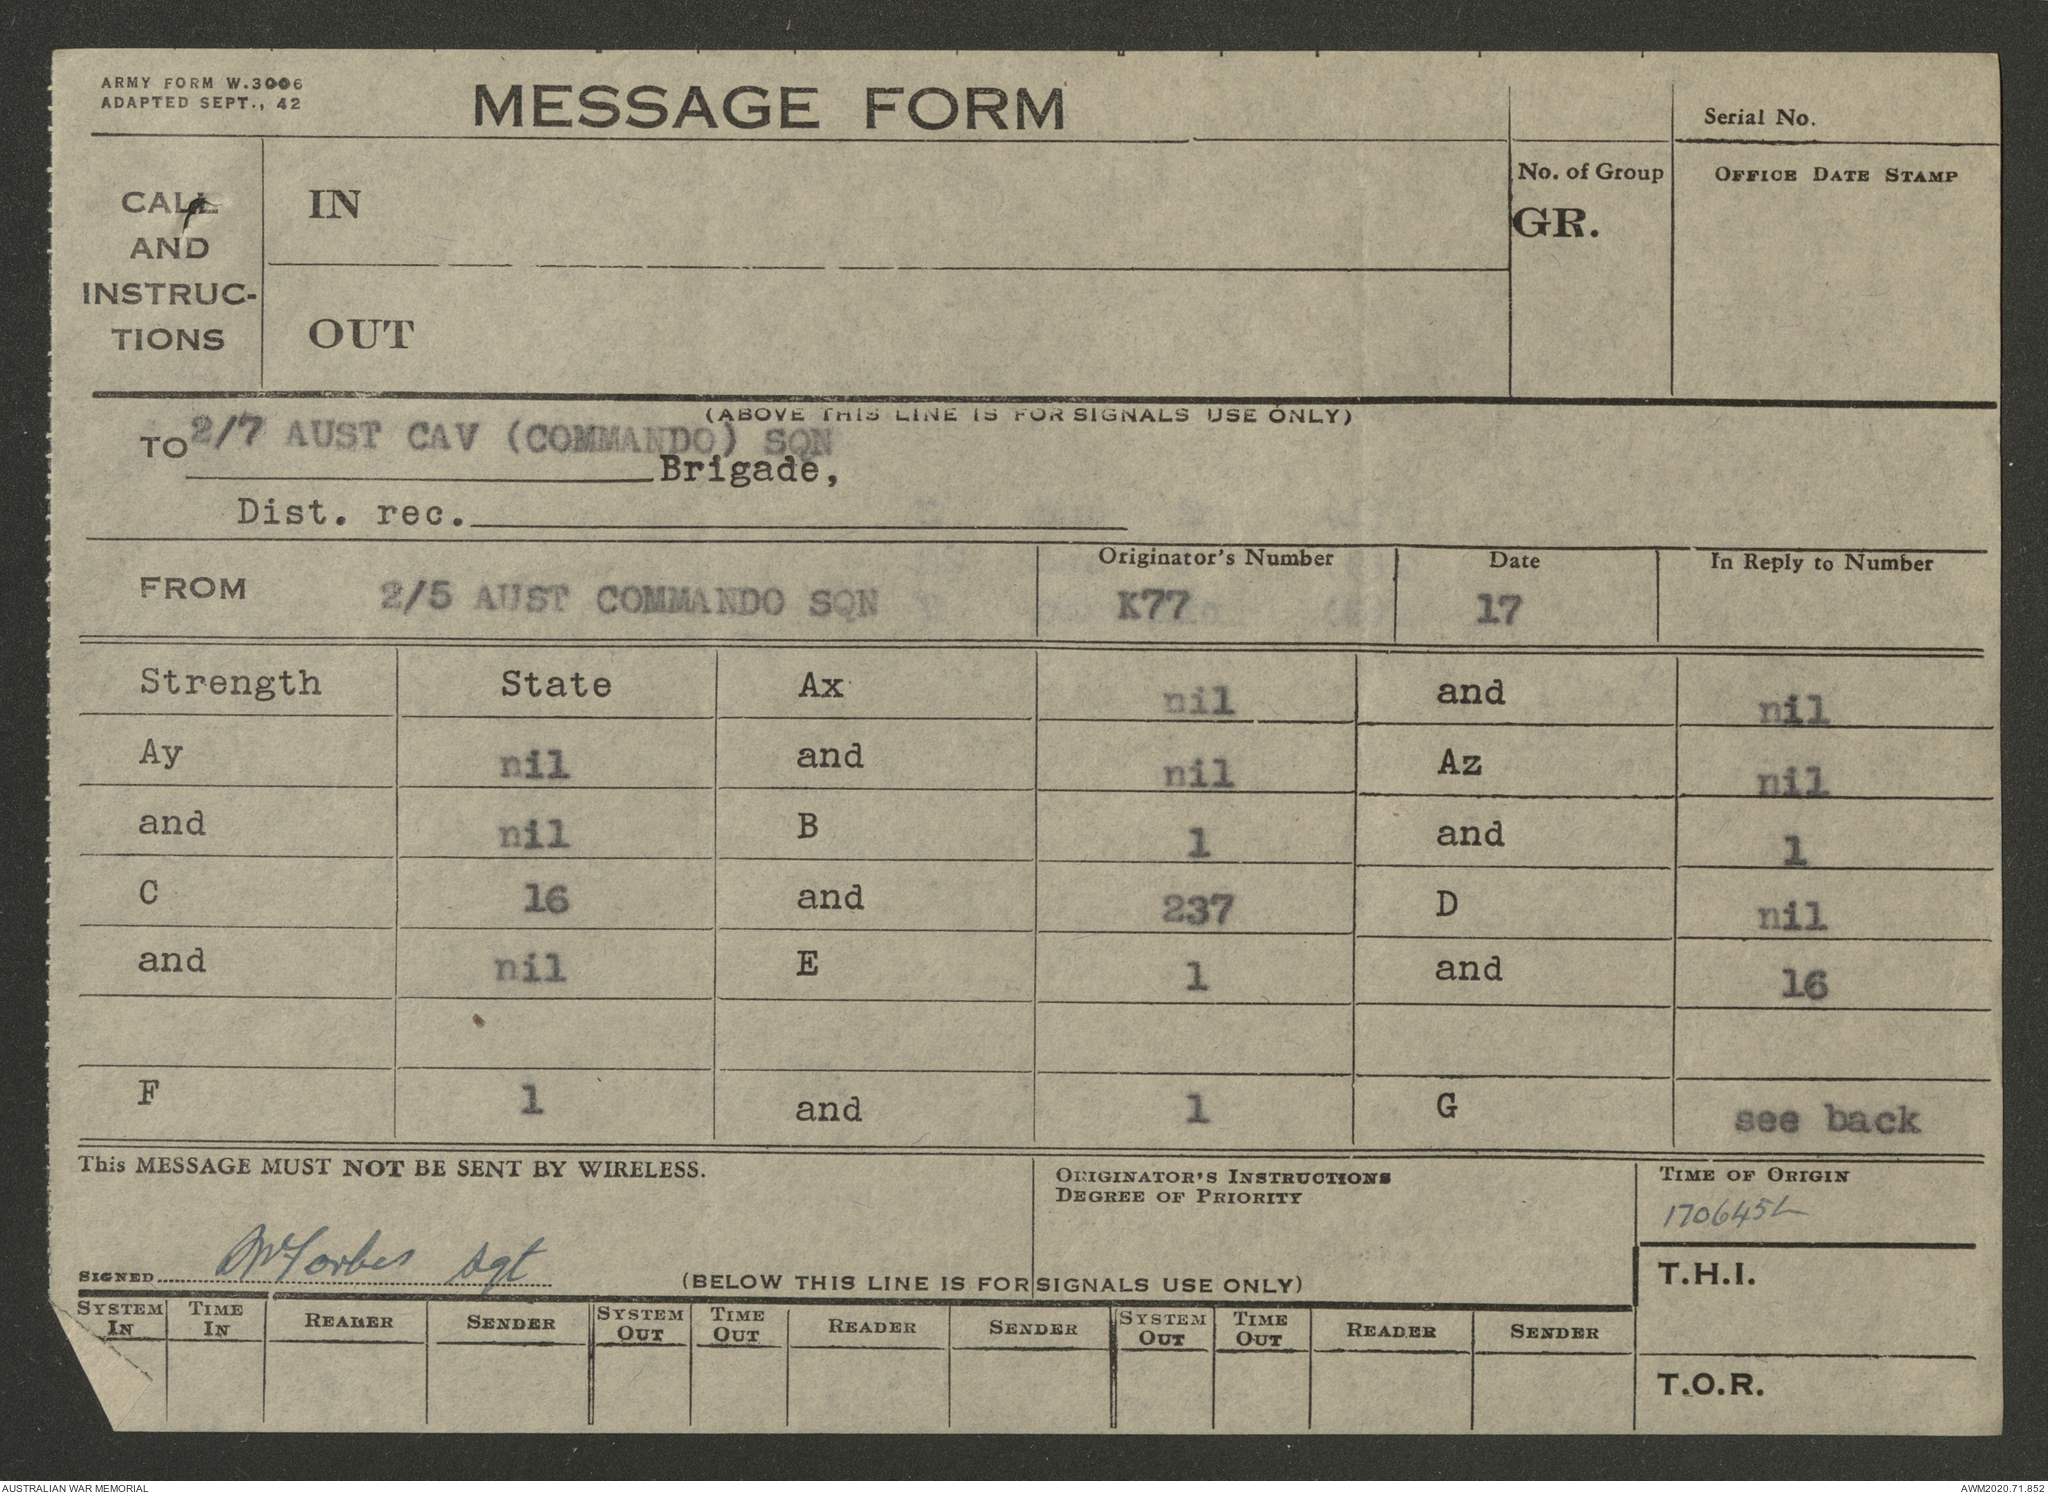 ARMY FORM W.3006
ADAPTED SEPT., 42
MESSAGE FORM
Serial No.
CALL
AND
INSTRUC-
TIONS
IN
OUT
No. of Group
GR.
OFFICE DATE STAMP
(ABOVE THIS LINE IS FOR SIGNALS USE ONLY)
TO 2/7 AUST CAV (COMMANDO) SQN
Brigade,
Dist. rec.
FROM 2/5 AUST COMMANDO SQN
Originator's Number
K77
Date
17
In Reply to Number
Strength State Ax nil and nil
Ay nil and nil Az nil
and nil B 1 and 1
C 16 and 237 D nil
and nil E 1 and 16
F 1 and 1 G see back
This MESSAGE MUST NOT BE SENT BY WIRELESS.
ORIGINATOR'S INSTRUCTIONS
DEGREE OF PRIORITY
TIME OF ORIGIN
170645L
SIGNED Forbes Sgt
(BELOW THIS LINE IS FOR SIGNALS USE ONLY)
T.H.I.
SYSTEM IN TIME IN READER SENDER SYSTEM OUT TIME OUT READER SENDER SYSTEM OUT TIME OUT READER SENDER
T.O.R.
AUSTRALIAN WAR MEMORIAL
AWM2020.71.852